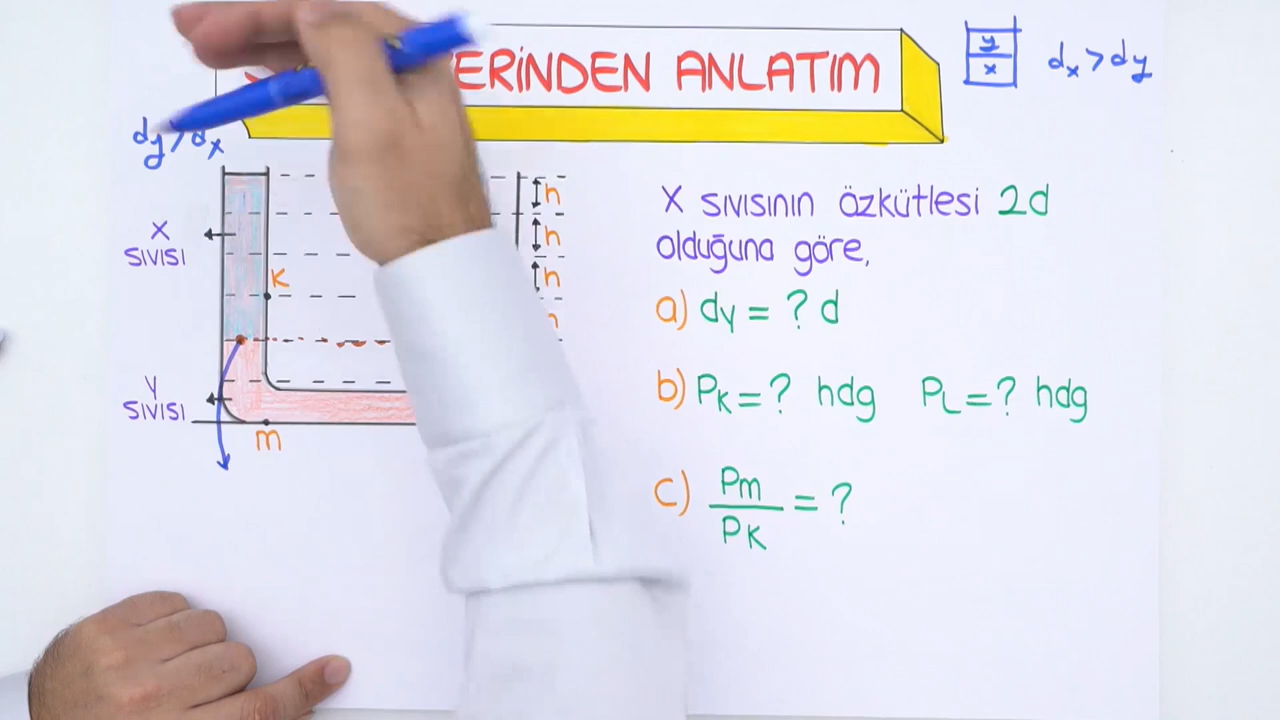 ERİNDEN ANLATIM
y
x
dx > dy
dy > dx
X
SIVISI
K
h
h
h
Y
SIVISI
m
X SIVISININ ÖZKÜTLESİ 2d
olduğuna göre,
a) dy = ? d
b) PK = ? hdg PL = ? hdg
c) Pm
PK
= ?